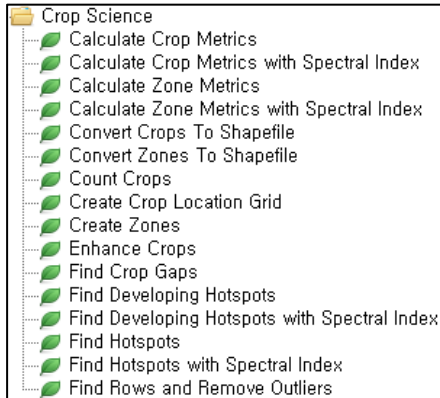 Crop Science
Calculate Crop Metrics
Calculate Crop Metrics with Spectral Index
Calculate Zone Metrics
Calculate Zone Metrics with Spectral Index
Convert Crops To Shapefile
Convert Zones To Shapefile
Count Crops
Create Crop Location Grid
Create Zones
Enhance Crops
Find Crop Gaps
Find Developing Hotspots
Find Developing Hotspots with Spectral Index
Find Hotspots
Find Hotspots with Spectral Index
Find Rows and Remove Outliers